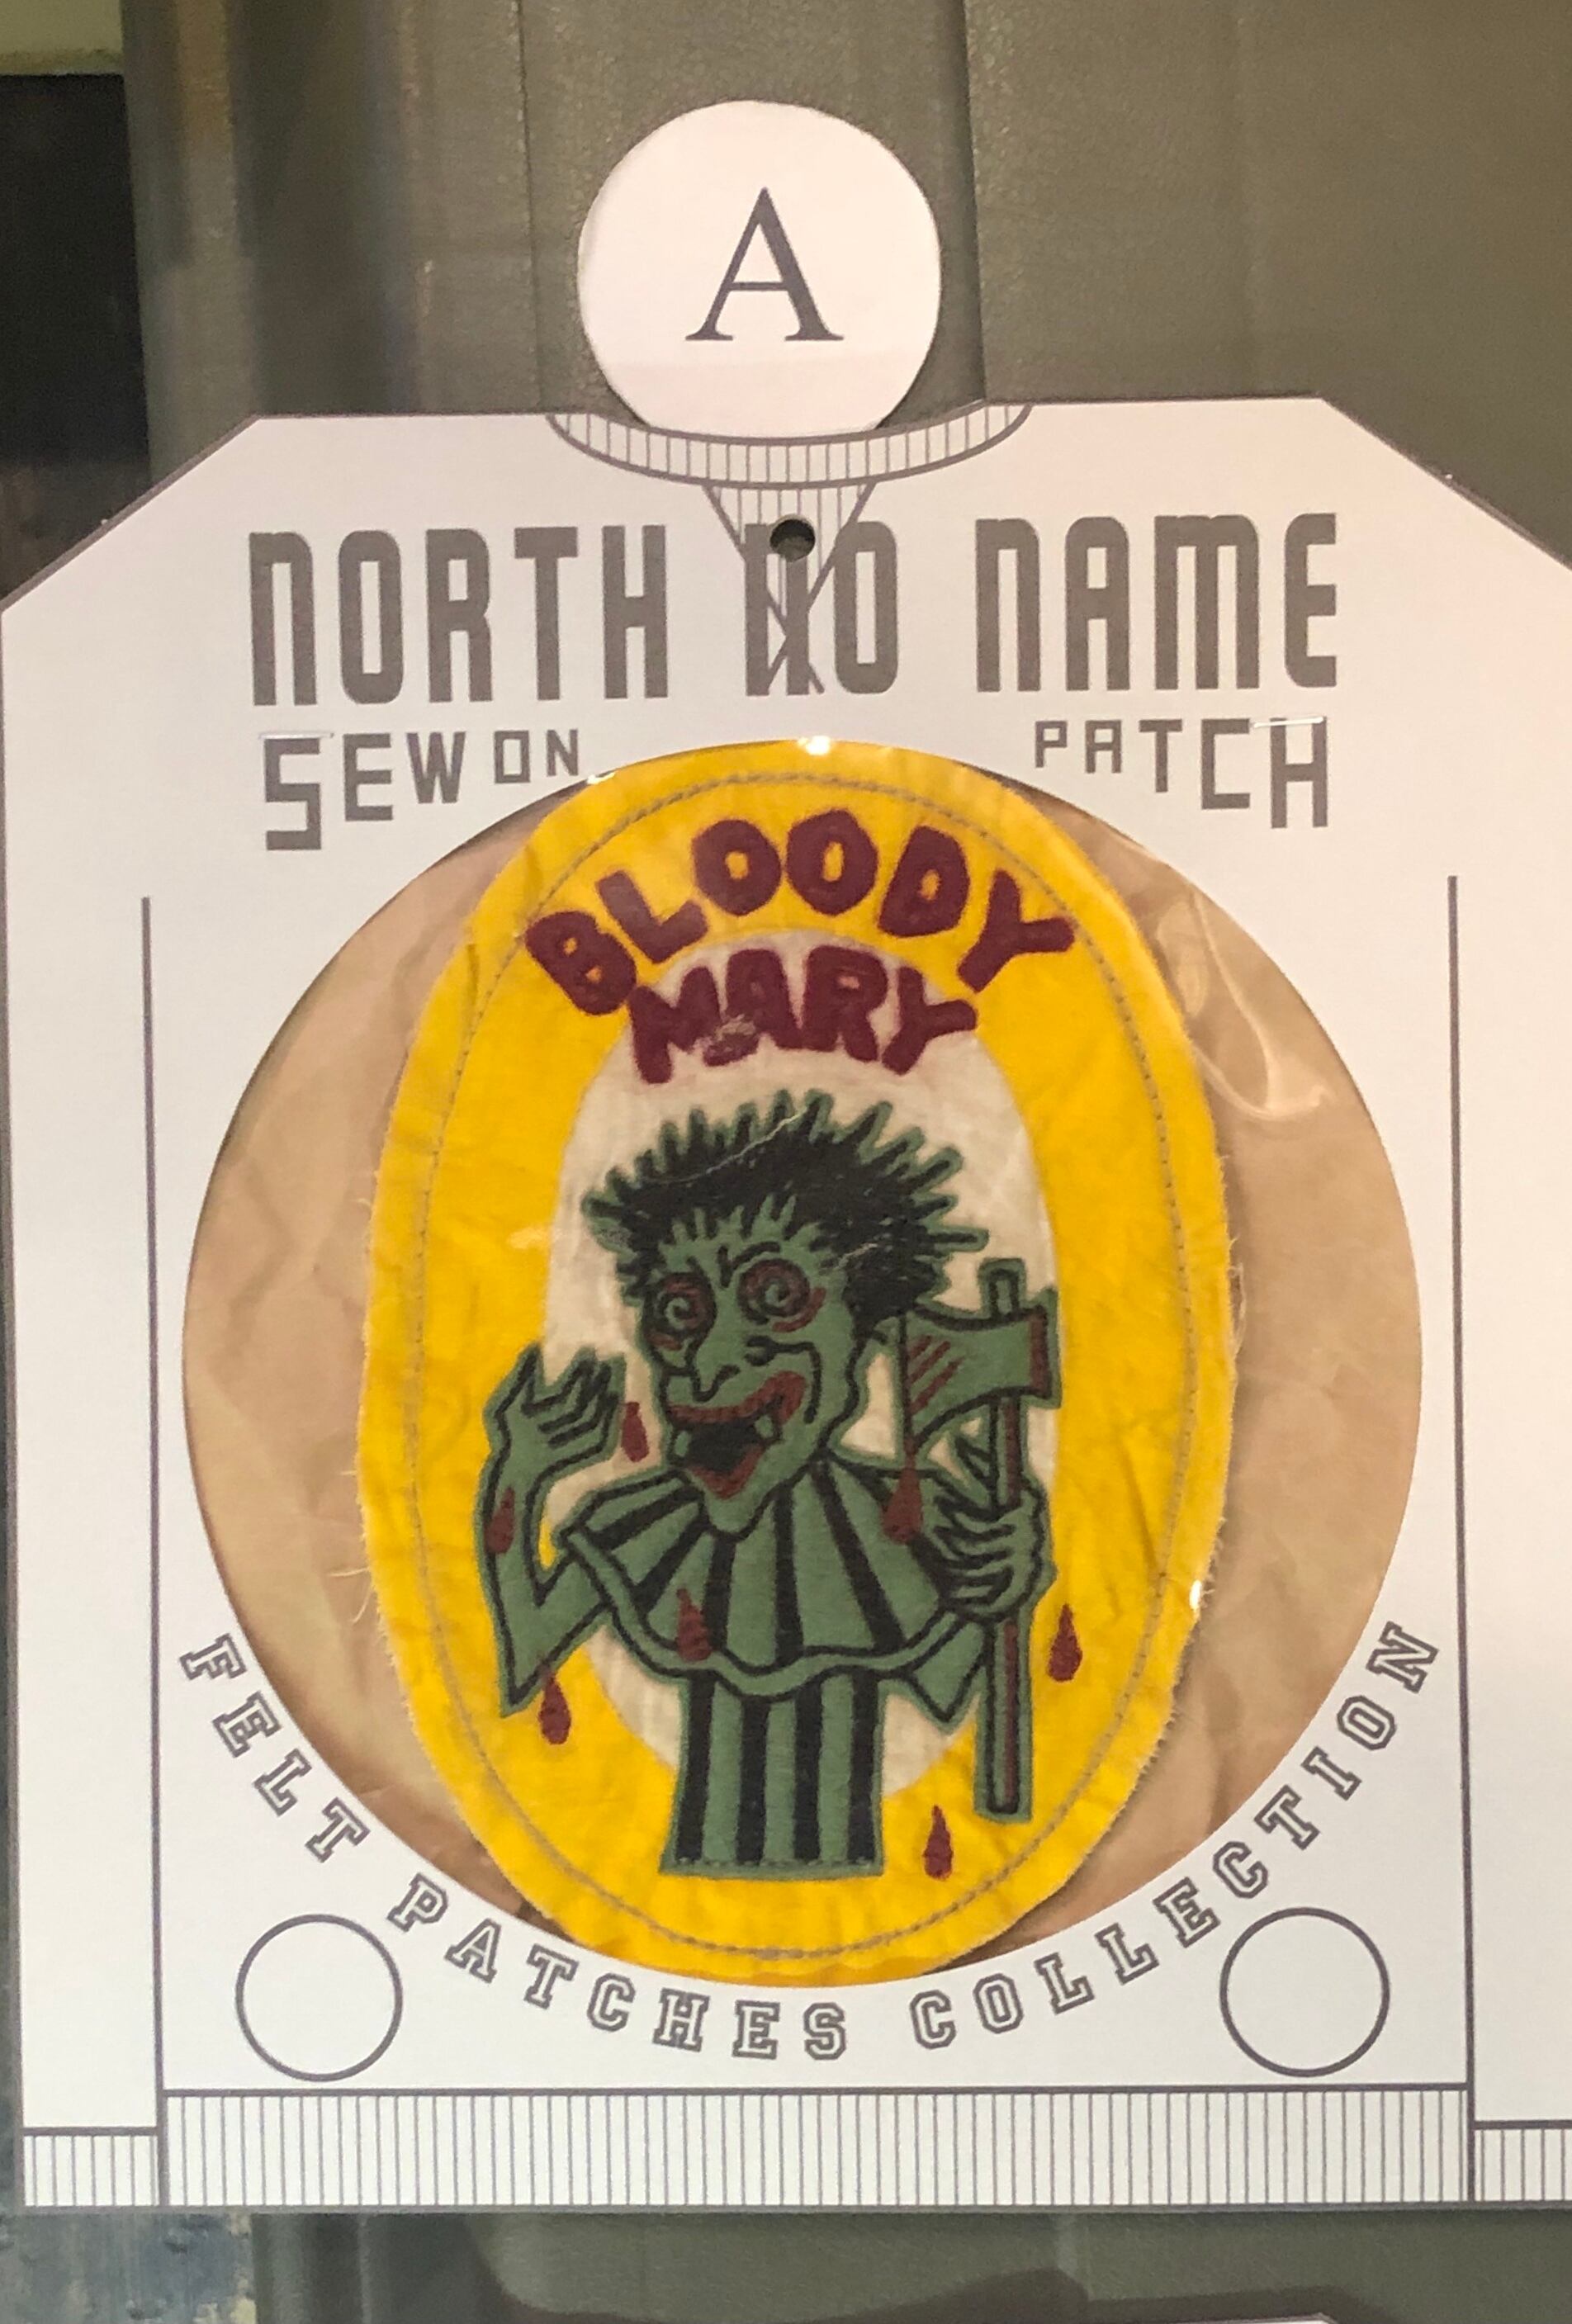 A
NORTH NO NAME
SEW ON PATCH
BLOODY
MARY
FELT PATCHES COLLECTION